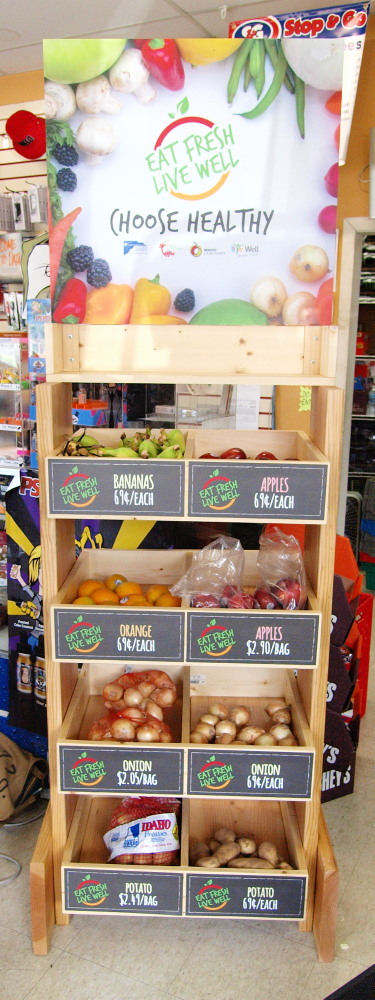 Stop & Go
EAT FRESH
LIVE WELL
CHOOSE HEALTHY
Well
EAT FRESH
LIVE WELL
BANANAS
69¢/EACH
EAT FRESH
LIVE WELL
APPLES
69¢/EACH
EAT FRESH
LIVE WELL
ORANGE
69¢/EACH
EAT FRESH
LIVE WELL
APPLES
$2.90/BAG
EAT FRESH
LIVE WELL
ONION
$2.05/BAG
EAT FRESH
LIVE WELL
ONION
69¢/EACH
IDAHO
Potatoes
EAT FRESH
LIVE WELL
POTATO
$2.49/BAG
EAT FRESH
LIVE WELL
POTATO
69¢/EACH